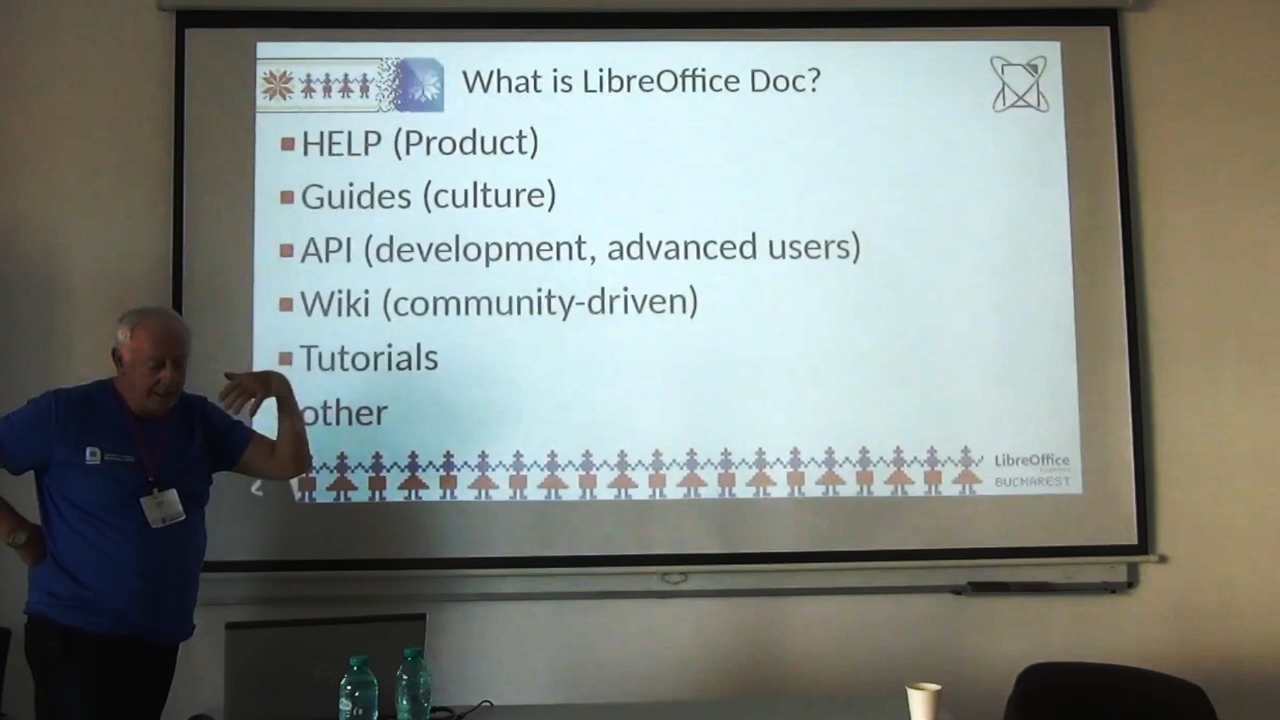 What is LibreOffice Doc?
HELP (Product)
Guides (culture)
API (development, advanced users)
Wiki (community-driven)
Tutorials
other
LibreOffice
BUCHAREST